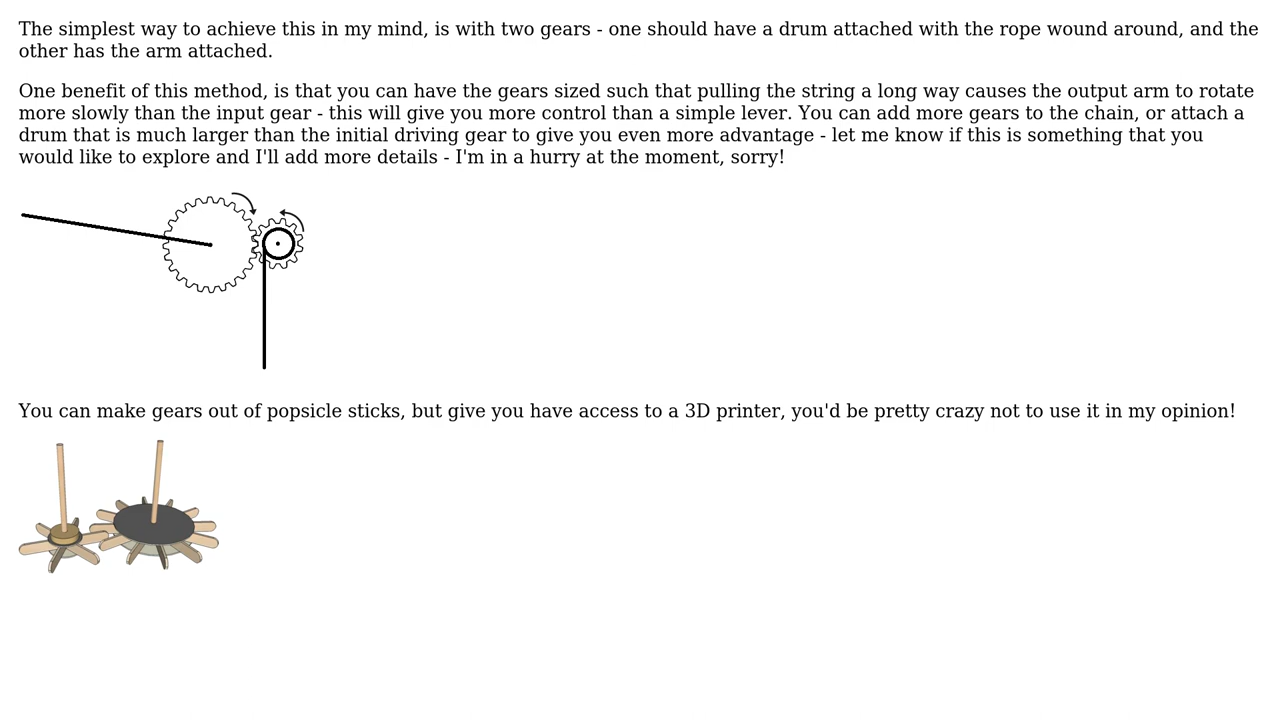 The simplest way to achieve this in my mind, is with two gears - one should have a drum attached with the rope wound around, and the
other has the arm attached.
One benefit of this method, is that you can have the gears sized such that pulling the string a long way causes the output arm to rotate
more slowly than the input gear - this will give you more control than a simple lever. You can add more gears to the chain, or attach a
drum that is much larger than the initial driving gear to give you even more advantage - let me know if this is something that you
would like to explore and I'll add more details - I'm in a hurry at the moment, sorry!
You can make gears out of popsicle sticks, but give you have access to a 3D printer, you'd be pretty crazy not to use it in my opinion!